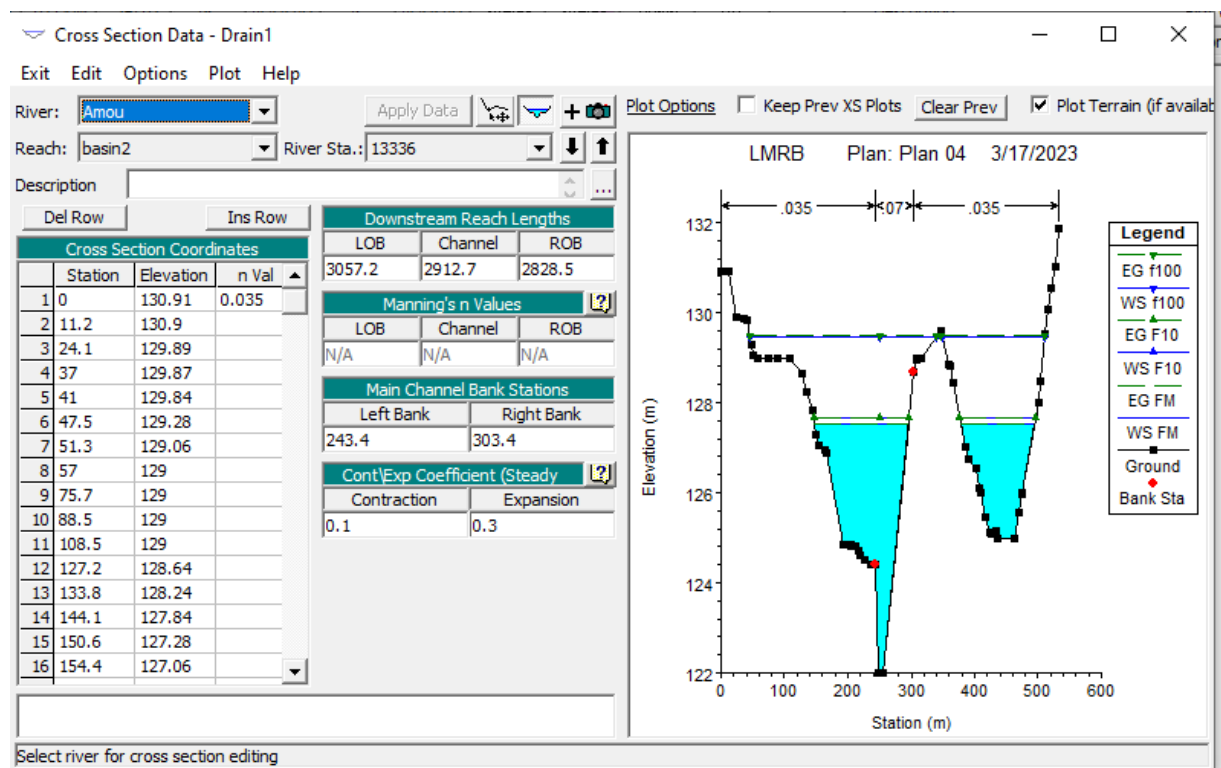 Cross Section Data - Drain1
Exit Edit Options Plot Help
River: Amou Apply Data
Reach: basin2 River Sta.: 13336
Description ...
Del Row Ins Row
Cross Section Coordinates
Station Elevation n Val
1 0 130.91 0.035
2 11.2 130.9
3 24.1 129.89
4 37 129.87
5 41 129.84
6 47.5 129.28
7 51.3 129.06
8 57 129
9 75.7 129
10 88.5 129
11 108.5 129
12 127.2 128.64
13 133.8 128.24
14 144.1 127.84
15 150.6 127.28
16 154.4 127.06
Downstream Reach Lengths
LOB Channel ROB
3057.2 2912.7 2828.5
Manning's n Values
LOB Channel ROB
N/A N/A N/A
Main Channel Bank Stations
Left Bank Right Bank
243.4 303.4
Cont\Exp Coefficient (Steady
Contraction Expansion
0.1 0.3
Plot Options Keep Prev XS Plots Clear Prev Plot Terrain (if availab
LMRB Plan: Plan 04 3/17/2023
.035 .07 .035
132
130
128
126
124
122
Elevation (m)
0 100 200 300 400 500 600
Station (m)
Legend
EG f100
WS f100
EG F10
WS F10
EG FM
WS FM
Ground
Bank Sta
Select river for cross section editing